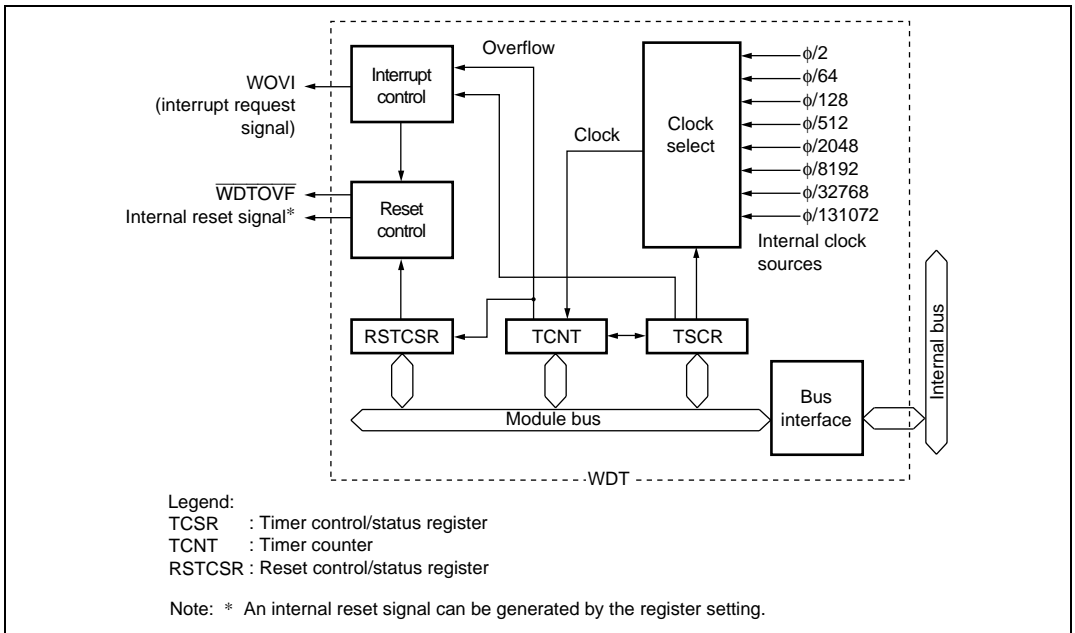 Overflow
Interrupt
control
WOVI
(interrupt request
signal)
WDTOVF
Internal reset signal*
Reset
control
Clock
Clock
select
ϕ/2
ϕ/64
ϕ/128
ϕ/512
ϕ/2048
ϕ/8192
ϕ/32768
ϕ/131072
Internal clock
sources
RSTCSR
TCNT
TSCR
Module bus
Bus
interface
Internal bus
WDT
Legend:
TCSR : Timer control/status register
TCNT : Timer counter
RSTCSR : Reset control/status register
Note: * An internal reset signal can be generated by the register setting.